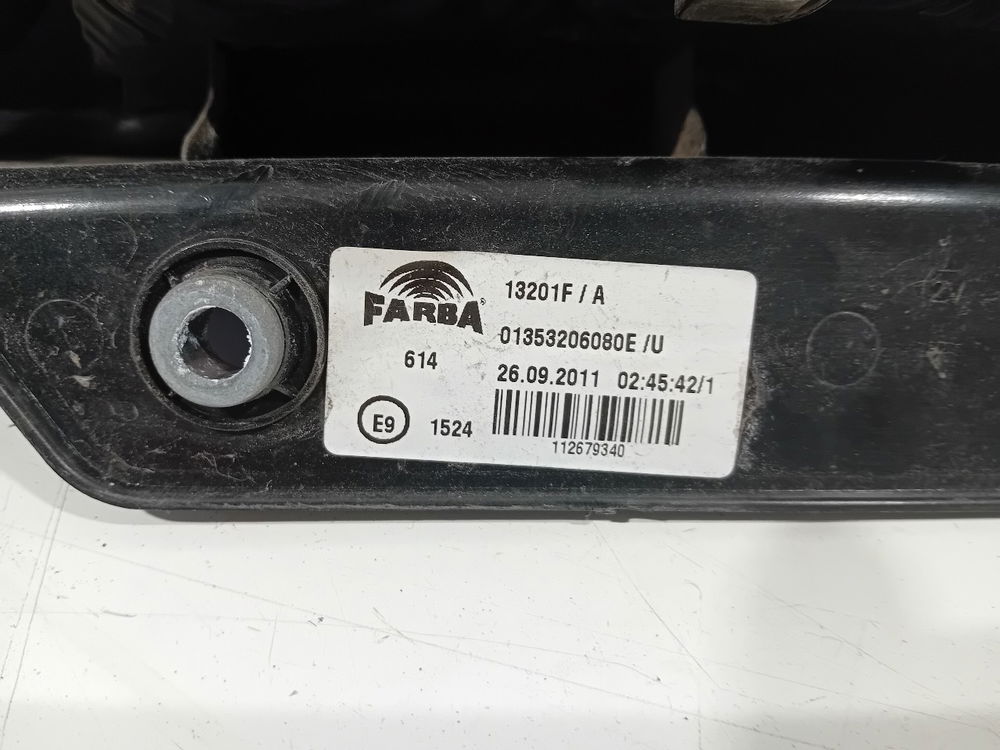 FARBA®
13201F / A
01353206080E /U
614
26.09.2011 02:45:42/1
E9 1524
112679340